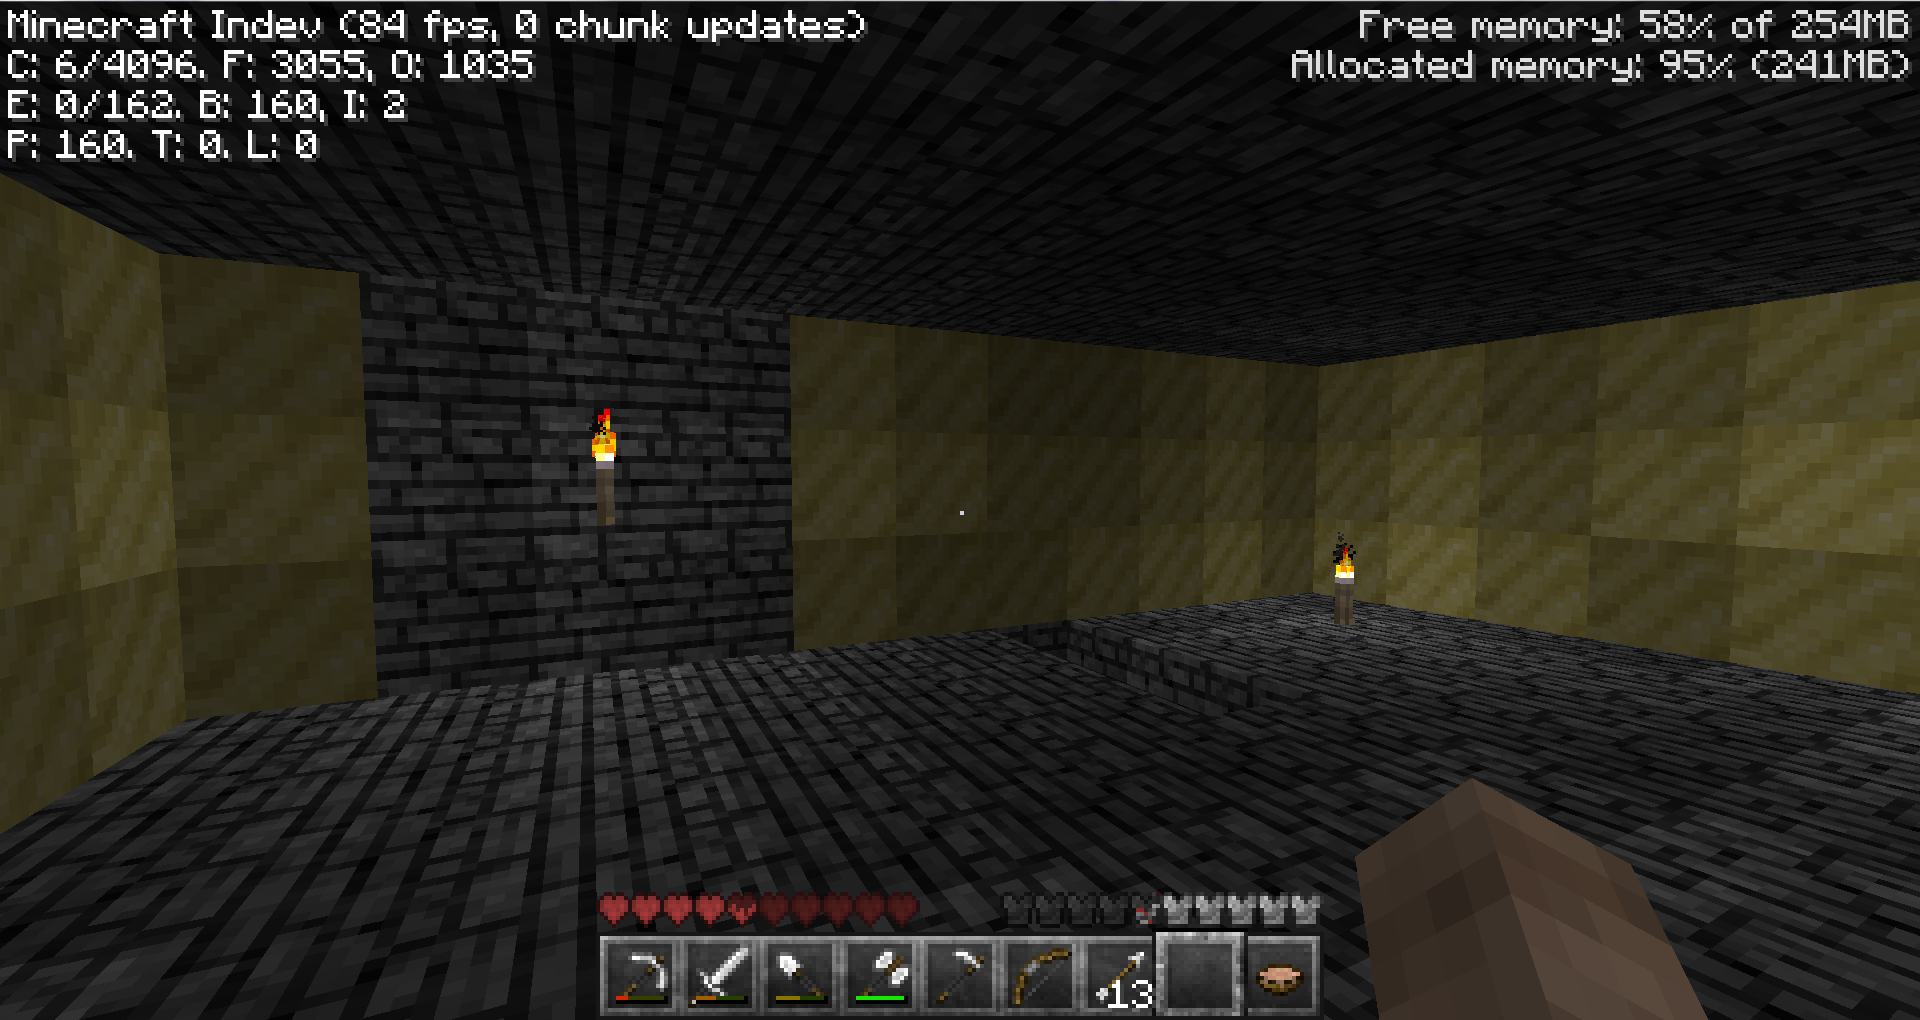 Minecraft Indev (84 fps, 0 chunk updates)
C: 6/4096. F: 3055, O: 1035
E: 0/162. B: 160, I: 2
P: 160. T: 0. L: 0
Free memory: 58% of 254MB
Allocated memory: 95% (241MB)
13